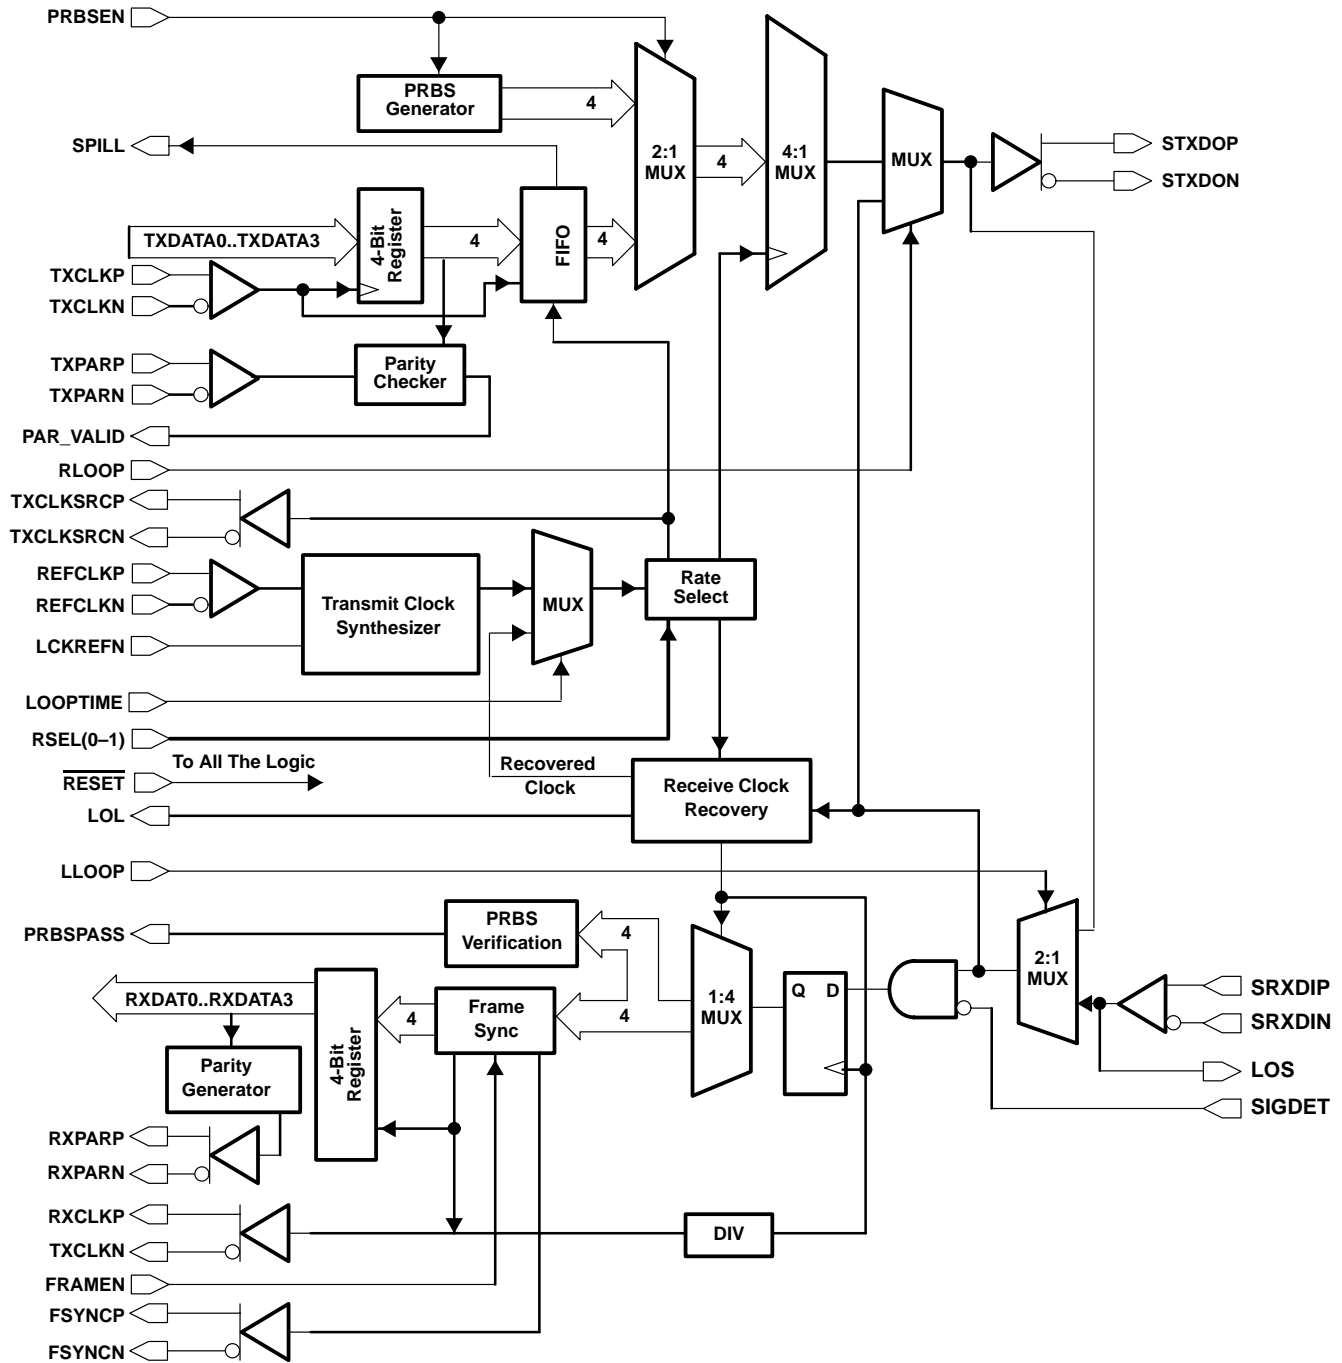 PRBSEN
PRBS
Generator
4
SPILL
2:1
MUX
4
4:1
MUX
MUX
STXDOP
STXDON
TXDATA0..TXDATA3
4-Bit
Register
4
FIFO
4
TXCLKP
TXCLKN
TXPARP
TXPARN
Parity
Checker
PAR_VALID
RLOOP
TXCLKSRCP
TXCLKSRCN
REFCLKP
REFCLKN
LCKREFN
Transmit Clock
Synthesizer
MUX
Rate
Select
LOOPTIME
RSEL(0–1)
RESET
To All The Logic
Recovered
Clock
Receive Clock
Recovery
LOL
LLOOP
PRBSPASS
PRBS
Verification
4
4
1:4
MUX
Q D
2:1
MUX
SRXDIP
SRXDIN
LOS
SIGDET
RXDAT0..RXDATA3
4-Bit
Register
4
Frame
Sync
Parity
Generator
RXPARP
RXPARN
RXCLKP
TXCLKN
DIV
FRAMEN
FSYNCP
FSYNCN